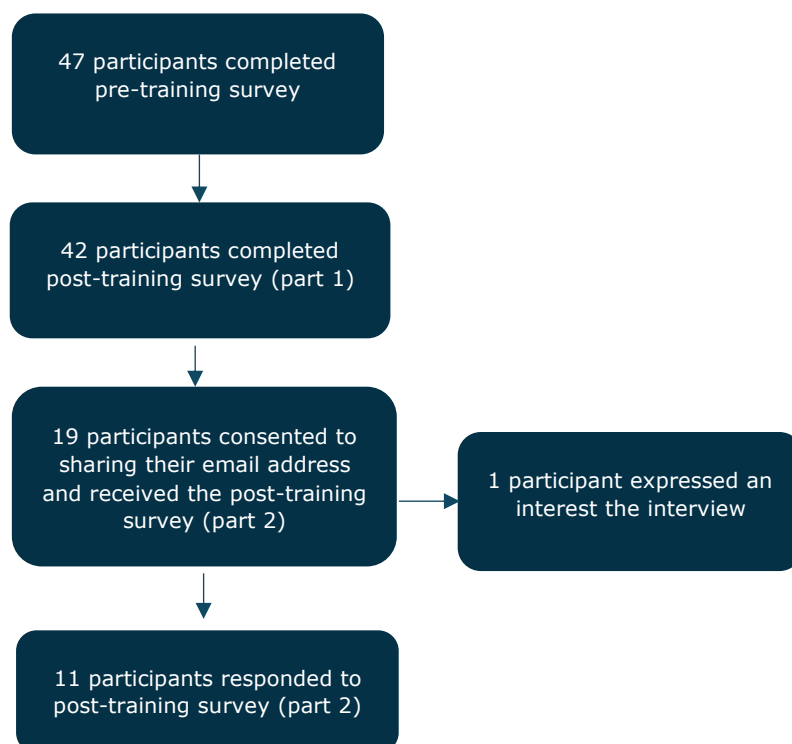 47 participants completed
pre-training survey
42 participants completed
post-training survey (part 1)
19 participants consented to
sharing their email address
and received the post-training
survey (part 2)
1 participant expressed an
interest the interview
11 participants responded to
post-training survey (part 2)